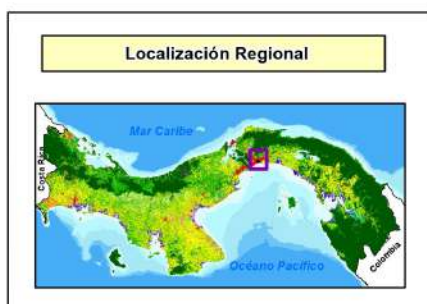 Localización Regional
Mar Caribe
Costa Rica
Océano Pacífico
Colombia